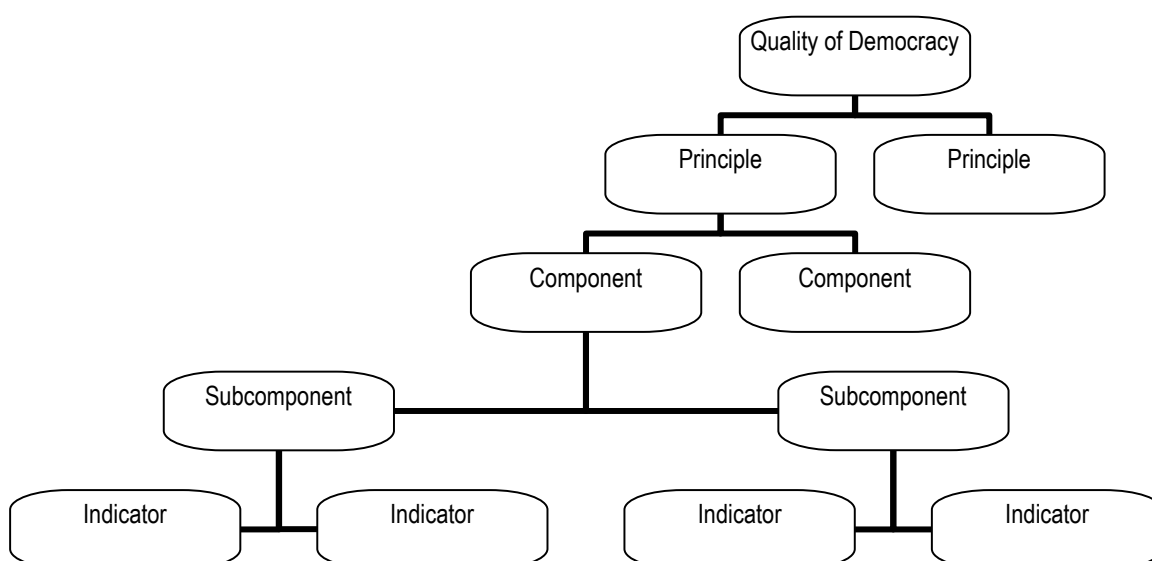 Quality of Democracy
Principle
Principle
Component
Component
Subcomponent
Subcomponent
Indicator
Indicator
Indicator
Indicator